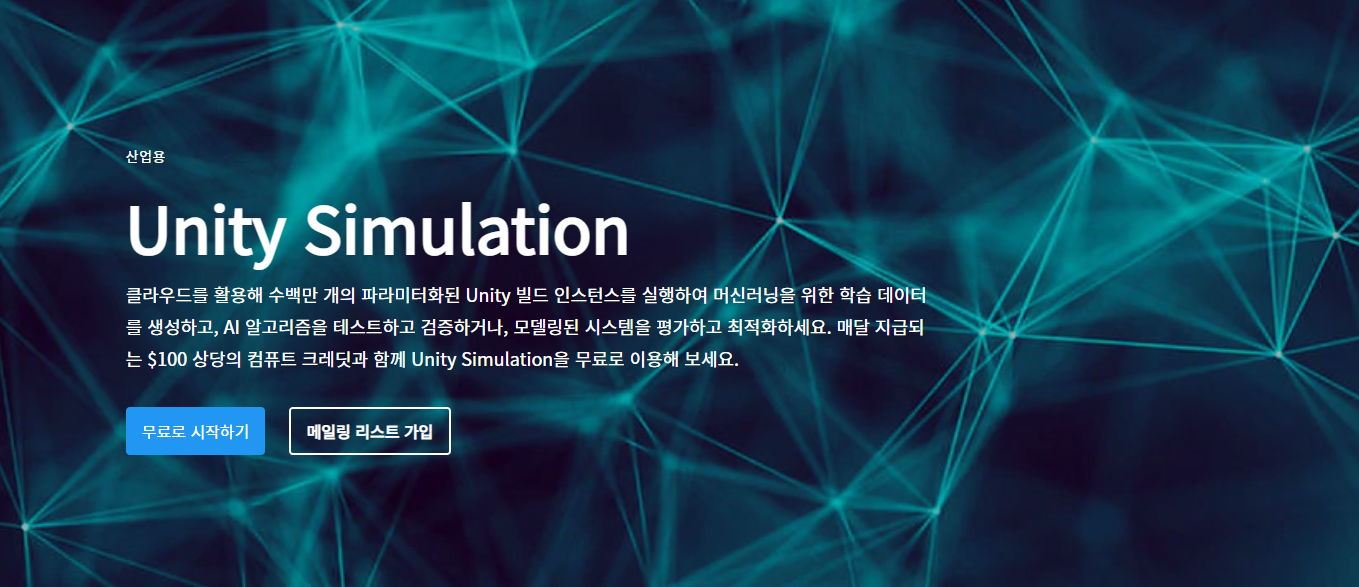 산업용
Unity Simulation
클라우드를 활용해 수백만 개의 파라미터화된 Unity 빌드 인스턴스를 실행하여 머신러닝을 위한 학습 데이터
를 생성하고, AI 알고리즘을 테스트하고 검증하거나, 모델링된 시스템을 평가하고 최적화하세요. 매달 지급되
는 $100 상당의 컴퓨트 크레딧과 함께 Unity Simulation을 무료로 이용해 보세요.
무료로 시작하기
메일링 리스트 가입